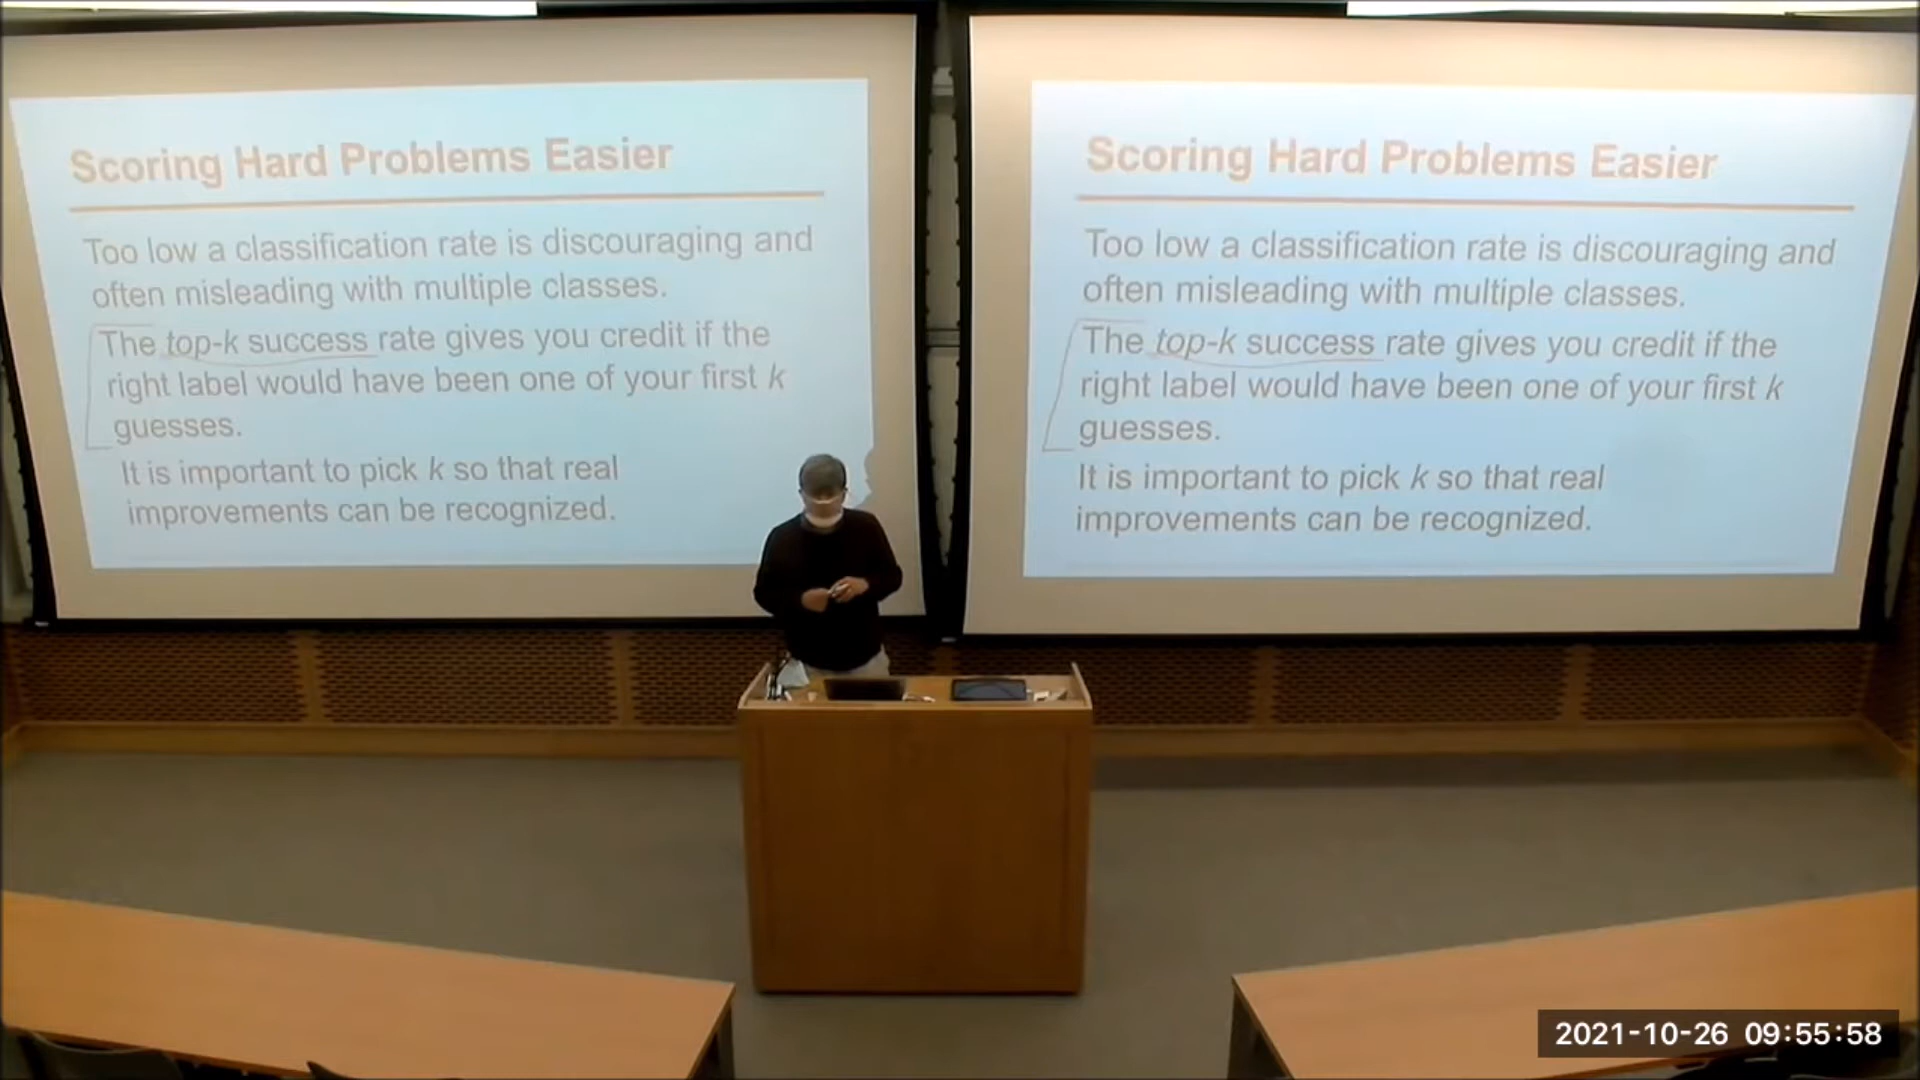 Scoring Hard Problems Easier
Too low a classification rate is discouraging and
often misleading with multiple classes.
The top-k success rate gives you credit if the
right label would have been one of your first k
guesses.
It is important to pick k so that real
improvements can be recognized.
Scoring Hard Problems Easier
Too low a classification rate is discouraging and
often misleading with multiple classes.
The top-k success rate gives you credit if the
right label would have been one of your first k
guesses.
It is important to pick k so that real
improvements can be recognized.
2021-10-26 09:55:58